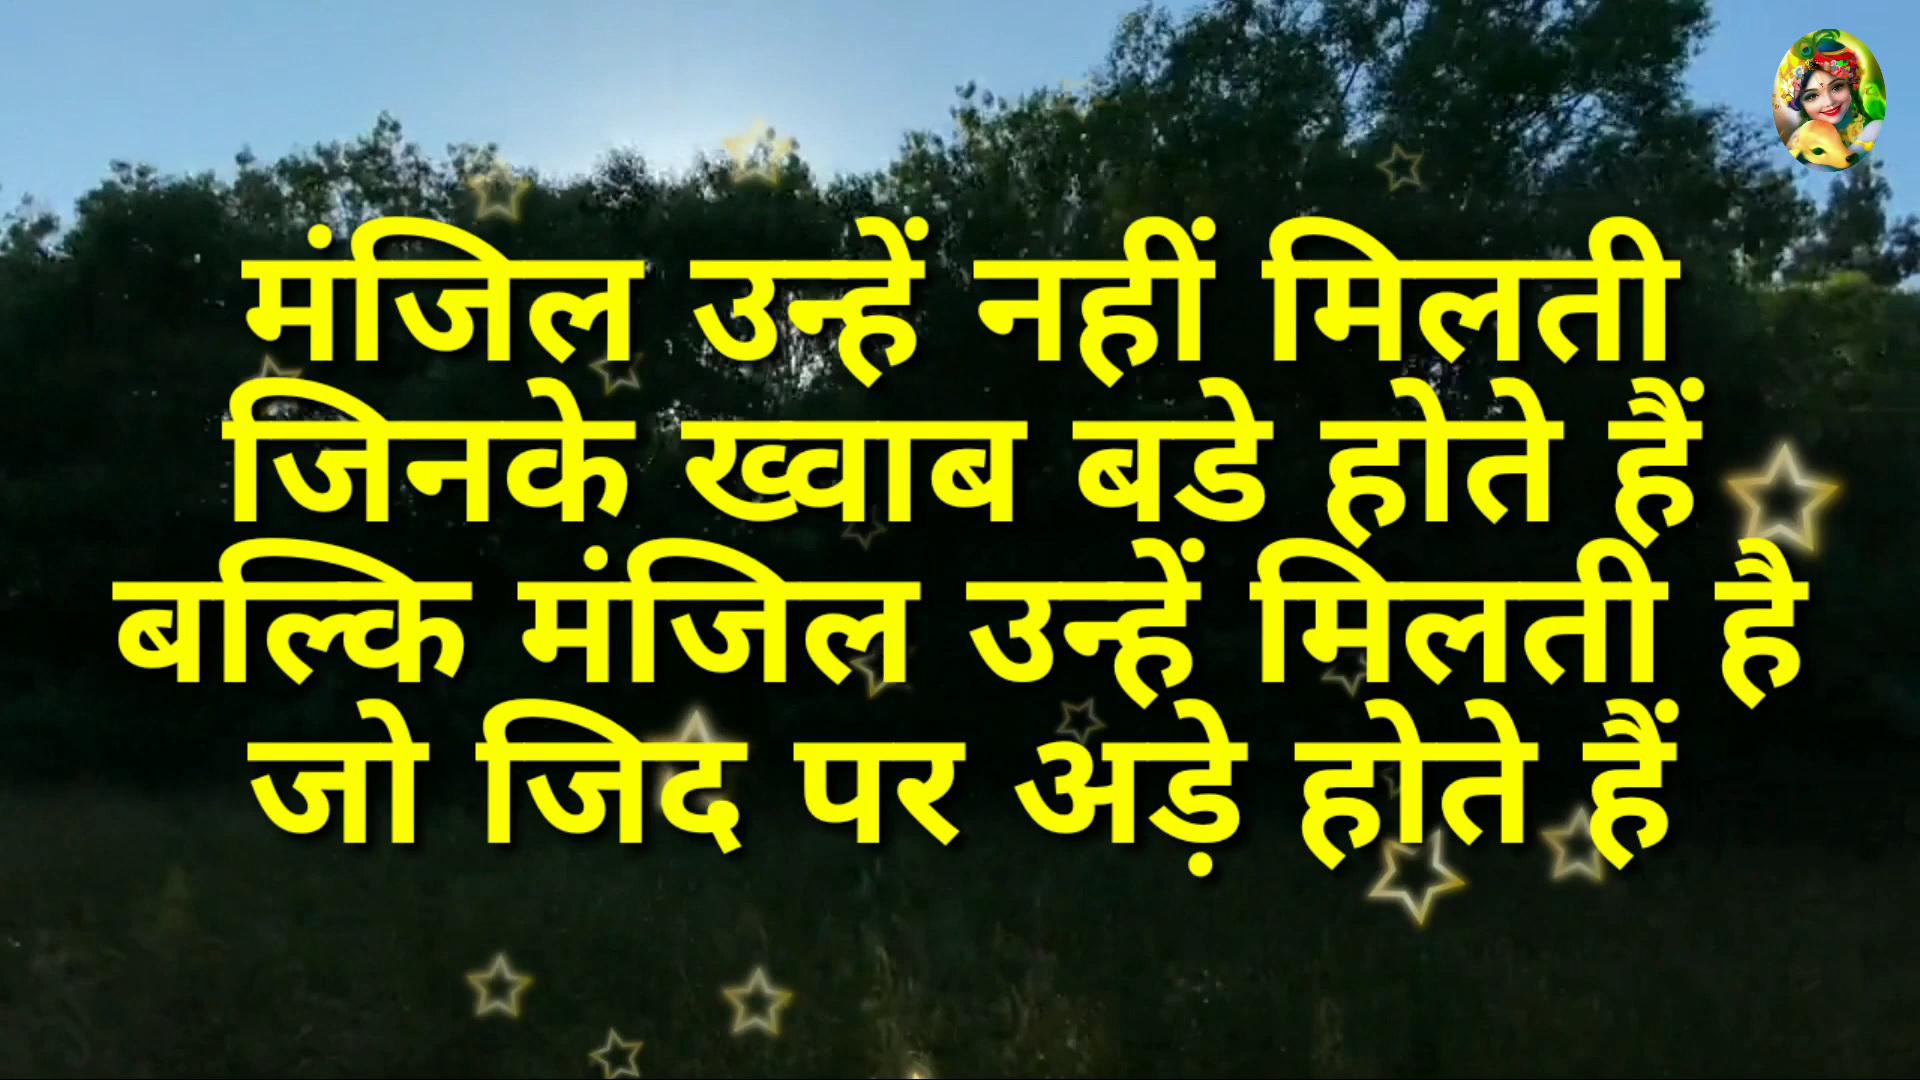 मंजिल उन्हें नहीं मिलती
जिनके ख्वाब बडे होते हैं
बल्कि मंजिल उन्हें मिलती है
जो जिद पर अड़े होते हैं